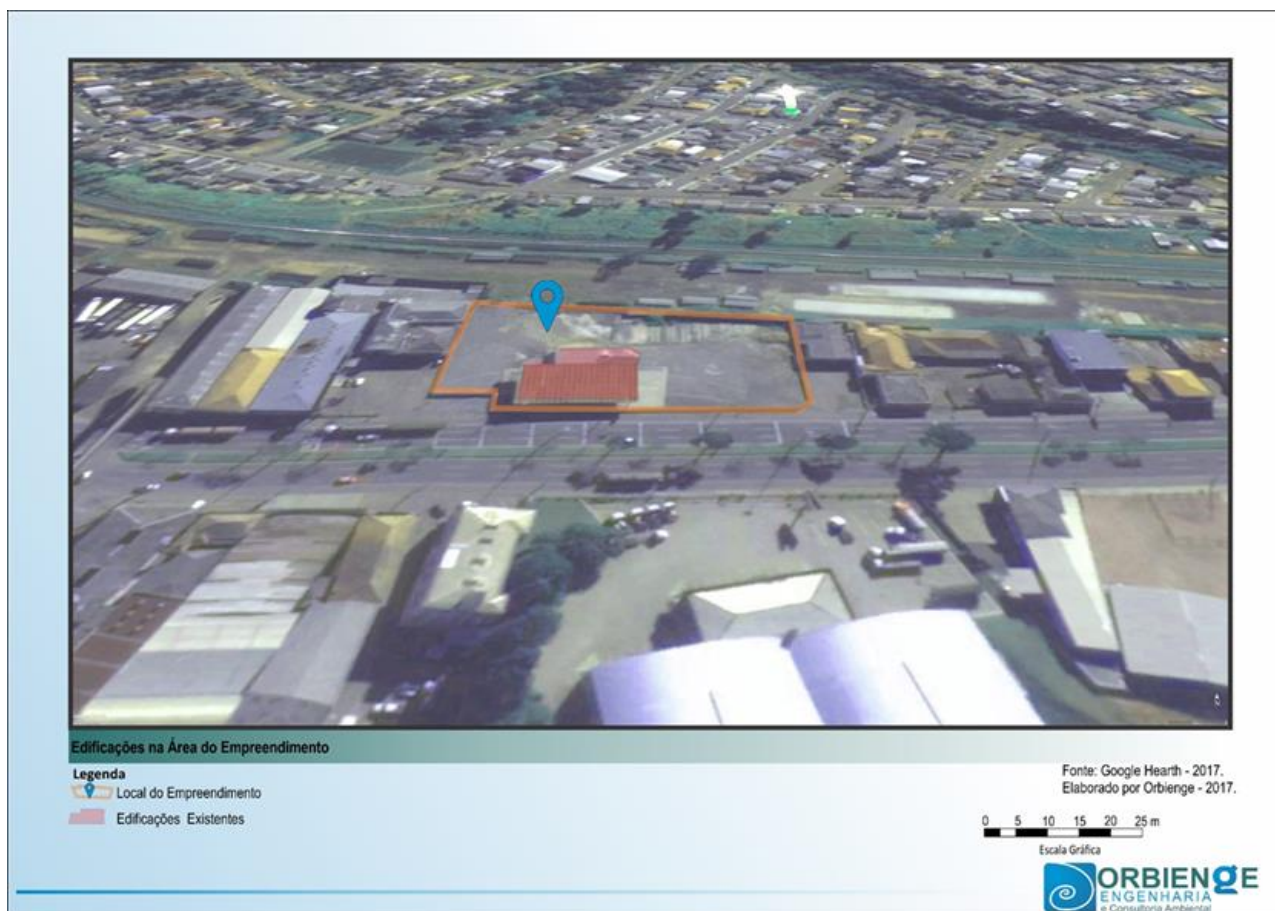 Edificações na Área do Empreendimento
Legenda
Local do Empreendimento
Edificações Existentes
Fonte: Google Hearth - 2017.
Elaborado por Orbienge - 2017.
0 5 10 15 20 25 m
Escala Gráfica
ORBIENGE
ENGENHARIA
e Consultoria Ambiental